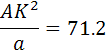 AK²/a = 71.2